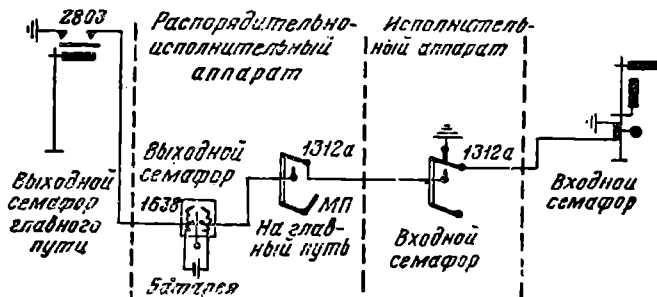 2803
Распорядительно-
исполнительный
аппарат
Исполнитель-
ный аппарат
Выходной
семафор
главного
пути
Выходной
семафор
1638
Батарея
1312а
МП
На глав-
ный путь
1312а
Входной
семафор
Входной
семафор